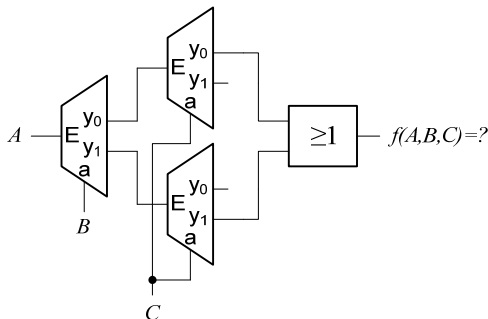 E y₀ y₁ a
A E y₀ y₁ a
B
≥1 f(A,B,C)=?
E y₀ y₁ a
C